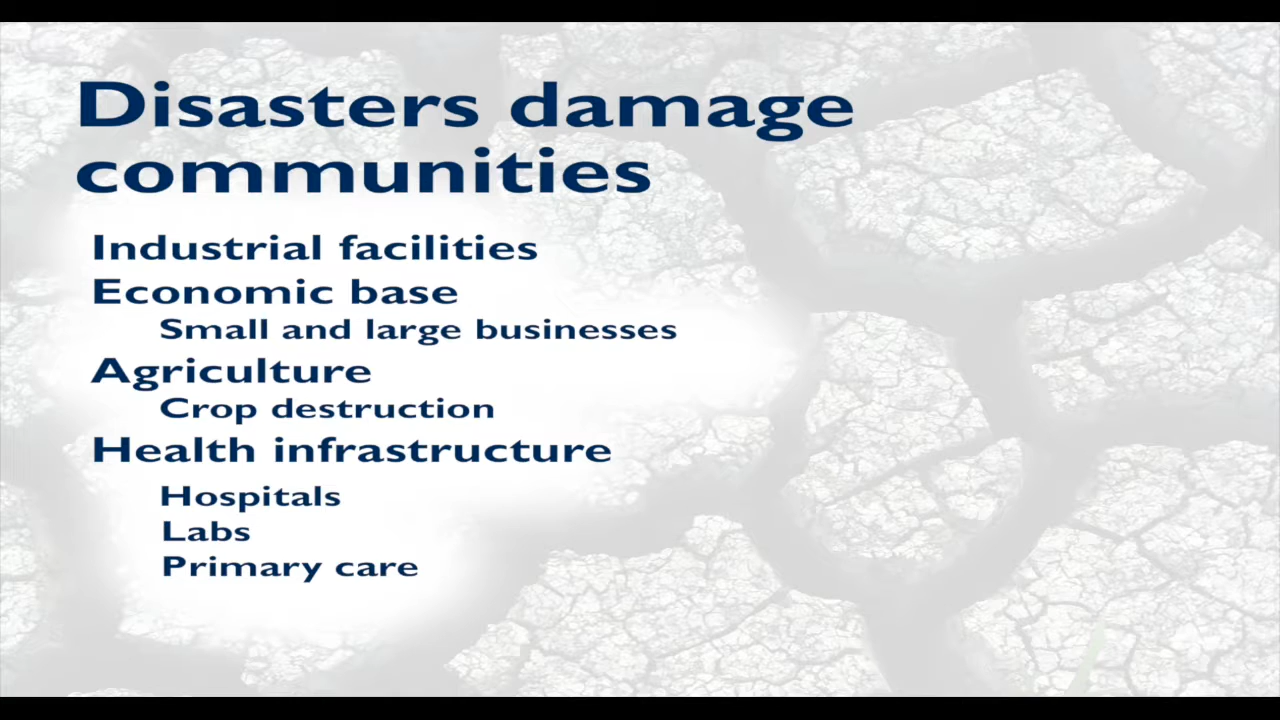 Disasters damage
communities
Industrial facilities
Economic base
Small and large businesses
Agriculture
Crop destruction
Health infrastructure
Hospitals
Labs
Primary care